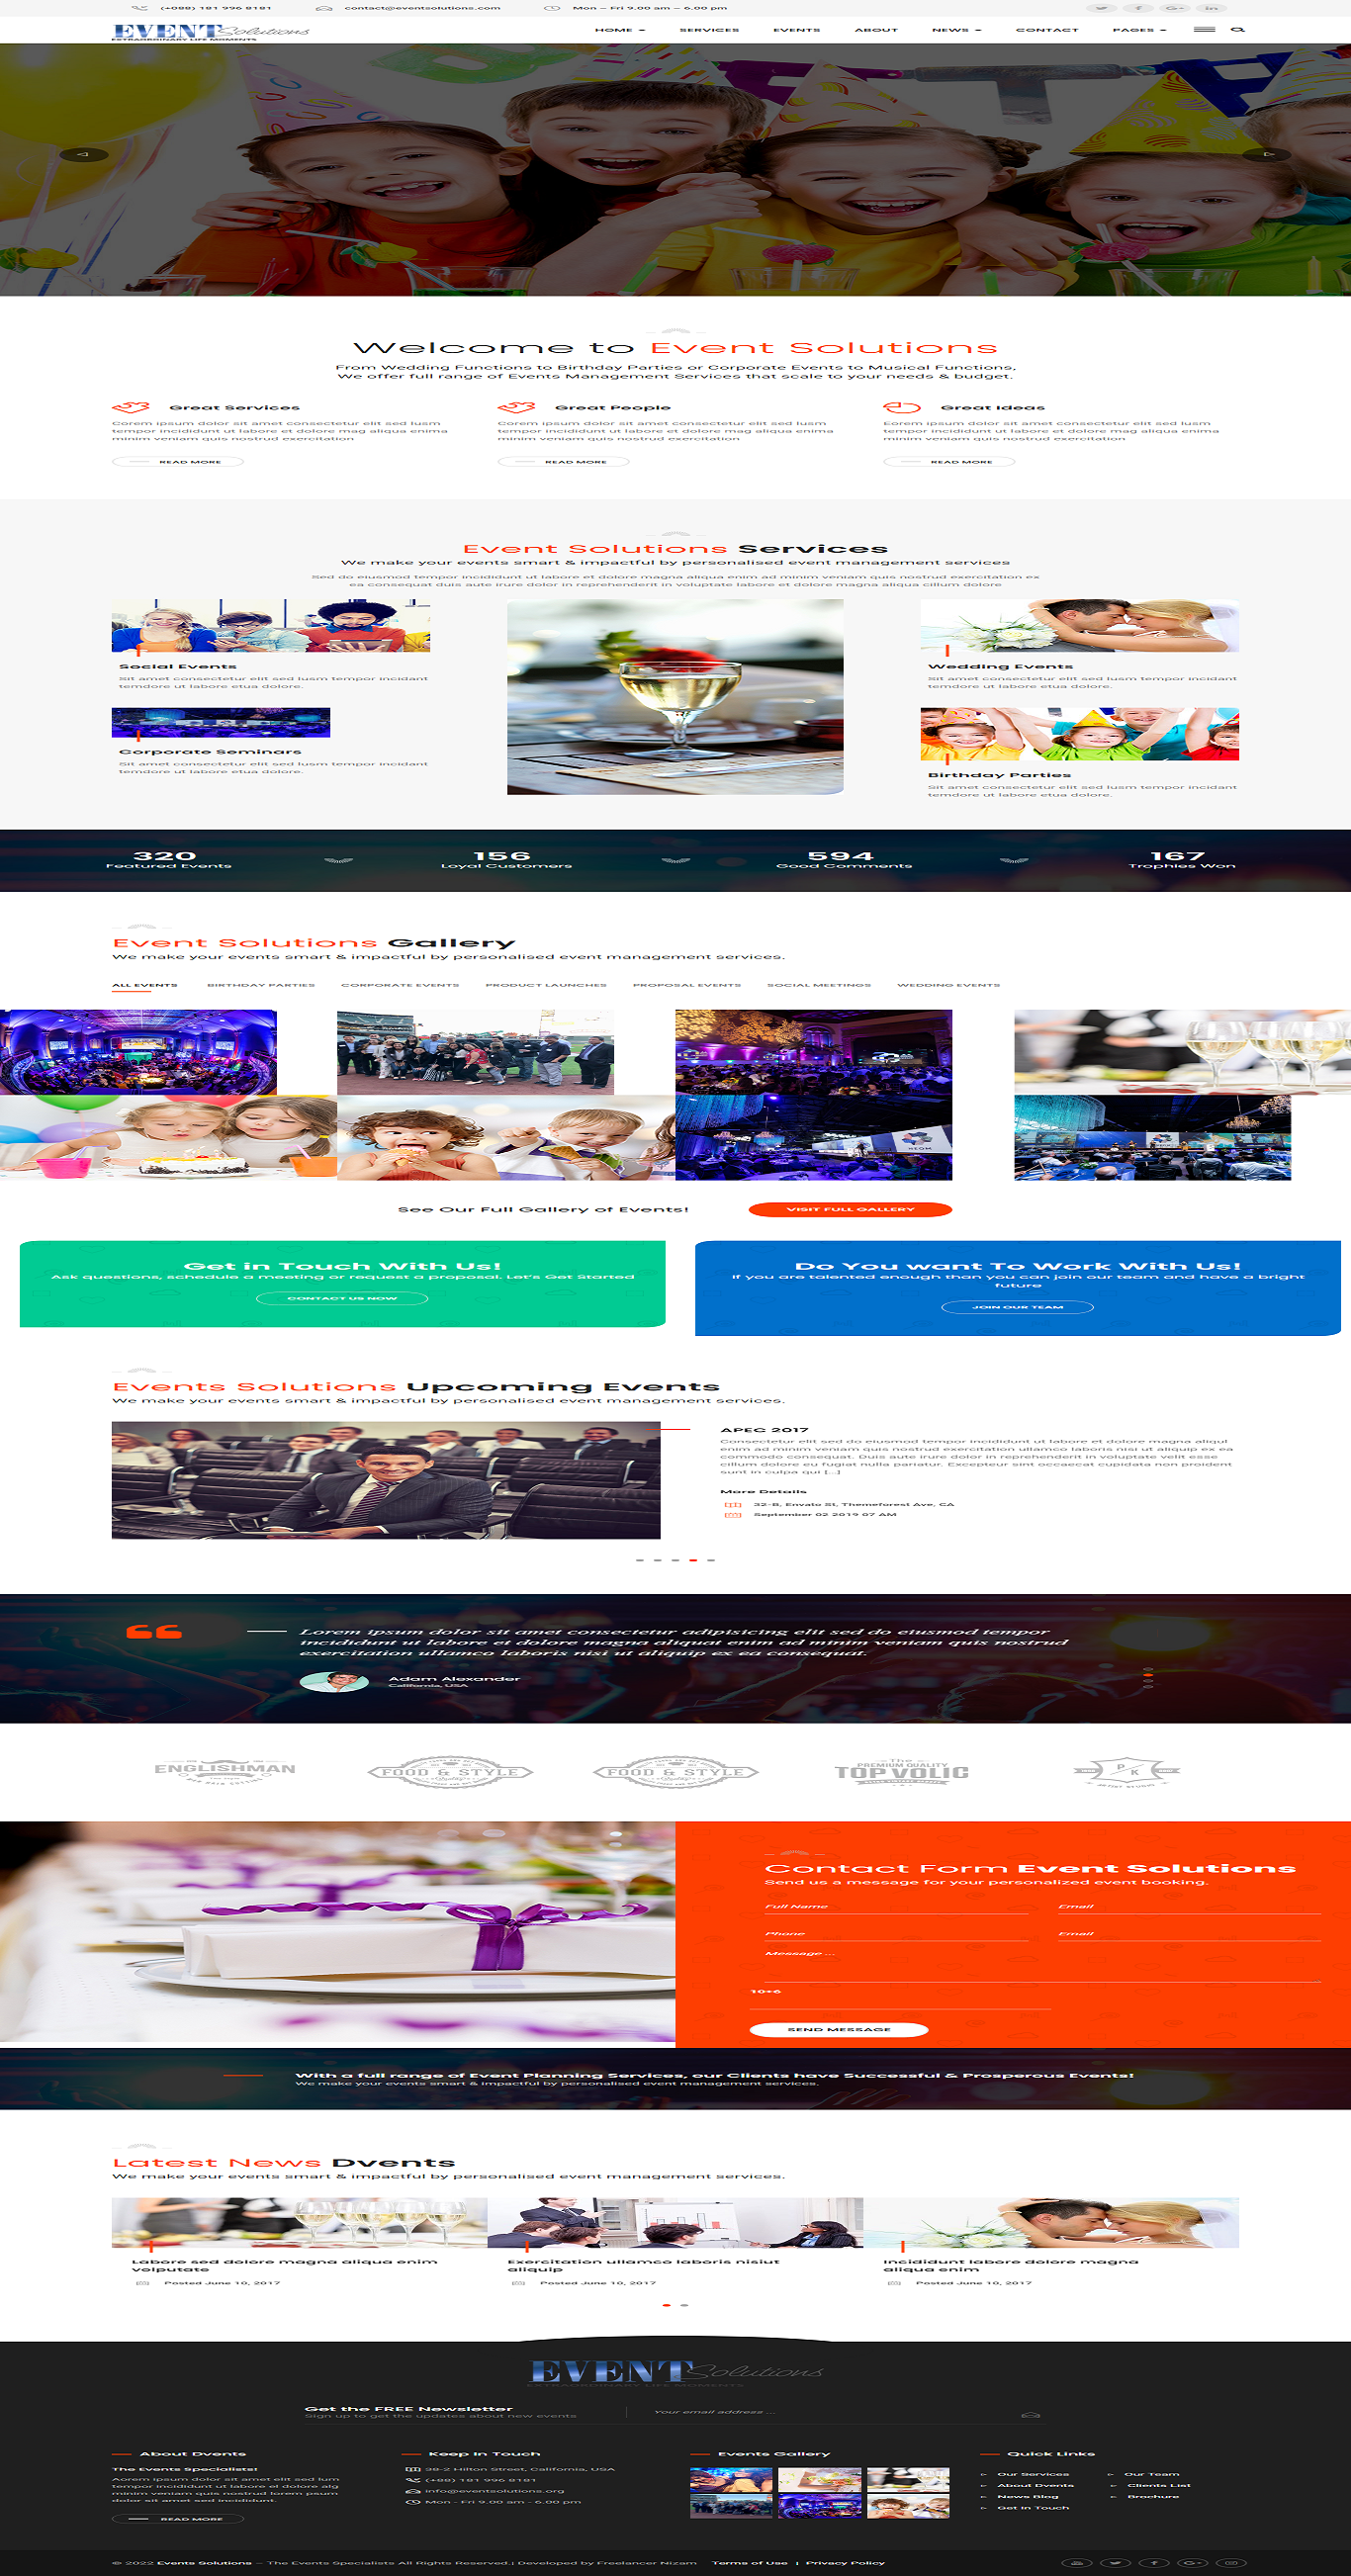 (+088) 181 996 8181
contact@eventsolutions.com
Mon – Fri 9.00 am – 6.00 pm
EVENT Solutions
EXTRAORDINARY LIFE MOMENTS
HOME
SERVICES
EVENTS
ABOUT
NEWS
CONTACT
PAGES
Welcome to Event Solutions
From Wedding Functions to Birthday Parties or Corporate Events to Musical Functions,
We offer full range of Events Management Services that scale to your needs & budget.
Great Services
Corem ipsum dolor sit amet consectetur elit sed lusm
tempor incididunt ut labore et dolore mag aliqua enima
minim veniam quis nostrud exercitation
READ MORE
Great People
Corem ipsum dolor sit amet consectetur elit sed lusm
tempor incididunt ut labore et dolore mag aliqua enima
minim veniam quis nostrud exercitation
READ MORE
Great Ideas
Eorem ipsum dolor sit amet consectetur elit sed lusm
tempor incididunt ut labore et dolore mag aliqua enima
minim veniam quis nostrud exercitation
READ MORE
Event Solutions Services
We make your events smart & impactful by personalised event management services
Sed do eiusmod tempor incididunt ut labore et dolore magna aliqua enim ad minim veniam quis nostrud exercitation ex
ea consequat duis aute irure dolor in reprehenderit in voluptate labore et dolore magna aliqua cillum dolore
Social Events
Sit amet consectetur elit sed lusm tempor incidant
temdore ut labore etua dolore.
Corporate Seminars
Sit amet consectetur elit sed lusm tempor incidant
temdore ut labore etua dolore.
Wedding Events
Sit amet consectetur elit sed lusm tempor incidant
temdore ut labore etua dolore.
Birthday Parties
Sit amet consectetur elit sed lusm tempor incidant
temdore ut labore etua dolore.
320
Featured Events
156
Loyal Customers
594
Good Comments
167
Trophies Won
Event Solutions Gallery
We make your events smart & impactful by personalised event management services.
ALL EVENTS
BIRTHDAY PARTIES
CORPORATE EVENTS
PRODUCT LAUNCHES
PROPOSAL EVENTS
SOCIAL MEETINGS
WEDDING EVENTS
See Our Full Gallery of Events!
VISIT FULL GALLERY
Get in Touch With Us!
Ask questions, schedule a meeting or request a proposal. Let's Get Started
CONTACT US NOW
Do You want To Work With Us!
If you are talented enough than you can join our team and have a bright
future
JOIN OUR TEAM
Events Solutions Upcoming Events
We make your events smart & impactful by personalised event management services.
APEC 2017
Consectetur elit sed do eiusmod tempor incididunt ut labore et dolore magna aliqui
enim ad minim veniam quis nostrud exercitation ullamco laboris nisi ut aliquip ex ea
commodo consequat. Duis aute irure dolor in reprehenderit in voluptate velit esse
cillum dolore eu fugiat nulla pariatur. Excepteur sint occaecat cupidata non proident
sunt in culpa qui [...]
More Details
32-B, Envato St, Themeforest Ave, CA
September 02 2019 07 AM
Lorem ipsum dolor sit amet consectetur adipisicing elit sed do eiusmod tempor
incididunt ut labore et dolore magna aliquat enim ad minim veniam quis nostrud
exercitation ullamco laboris nisi ut aliquip ex ea consequat.
Adam Alexander
California, USA
ENGLISHMAN
FOOD & STYLE
FOOD & STYLE
The
PREMIUM QUALITY
TOPVOLIC
P K
Contact Form Event Solutions
Send us a message for your personalized event booking.
Full Name
Email
Phone
Email
Message ...
10+6
SEND MESSAGE
With a full range of Event Planning Services, our Clients have Successful & Prosperous Events!
We make your events smart & impactful by personalised event management services.
Latest News Dvents
We make your events smart & impactful by personalised event management services.
Labore sed dolore magna aliqua enim
volputate
Posted June 10, 2017
Exercitation ullamco laboris nisiut
aliquip
Posted June 10, 2017
Incididunt labore dolore magna
aliqua enim
Posted June 10, 2017
EVENT Solutions
EXTRAORDINARY LIFE MOMENTS
Get the FREE Newsletter
Sign up to get the updates about new events
Your email address ...
About Dvents
The Events Specialists!
Aorem ipsum dolor sit amet elit sed lum
tempor incididunt ut labore el dolore alg
minim veniam quis nostrud lorem psum
dolor sit amet sed incididunt.
READ MORE
Keep In Touch
38-2 Hilton Street, California, USA
(+88) 181 996 8181
info@eventsolutions.org
Mon - Fri 9.00 am - 6.00 pm
Events Gallery
Quick Links
Our Services
About Dvents
News Blog
Get in Touch
Our Team
Clients List
Brochure
© 2022 Events Solutions – The Events Specialists All Rights Reserved.| Developed by Freelancer Nizam
Terms of Use | Privacy Policy